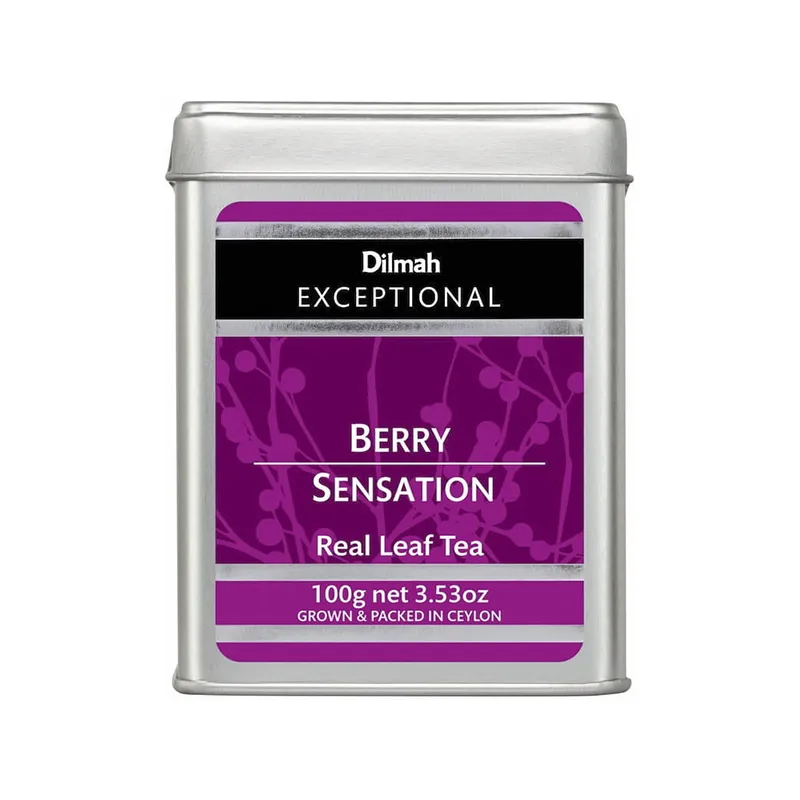 Dilmah
EXCEPTIONAL
BERRY
SENSATION
Real Leaf Tea
100g net 3.53oz
GROWN & PACKED IN CEYLON